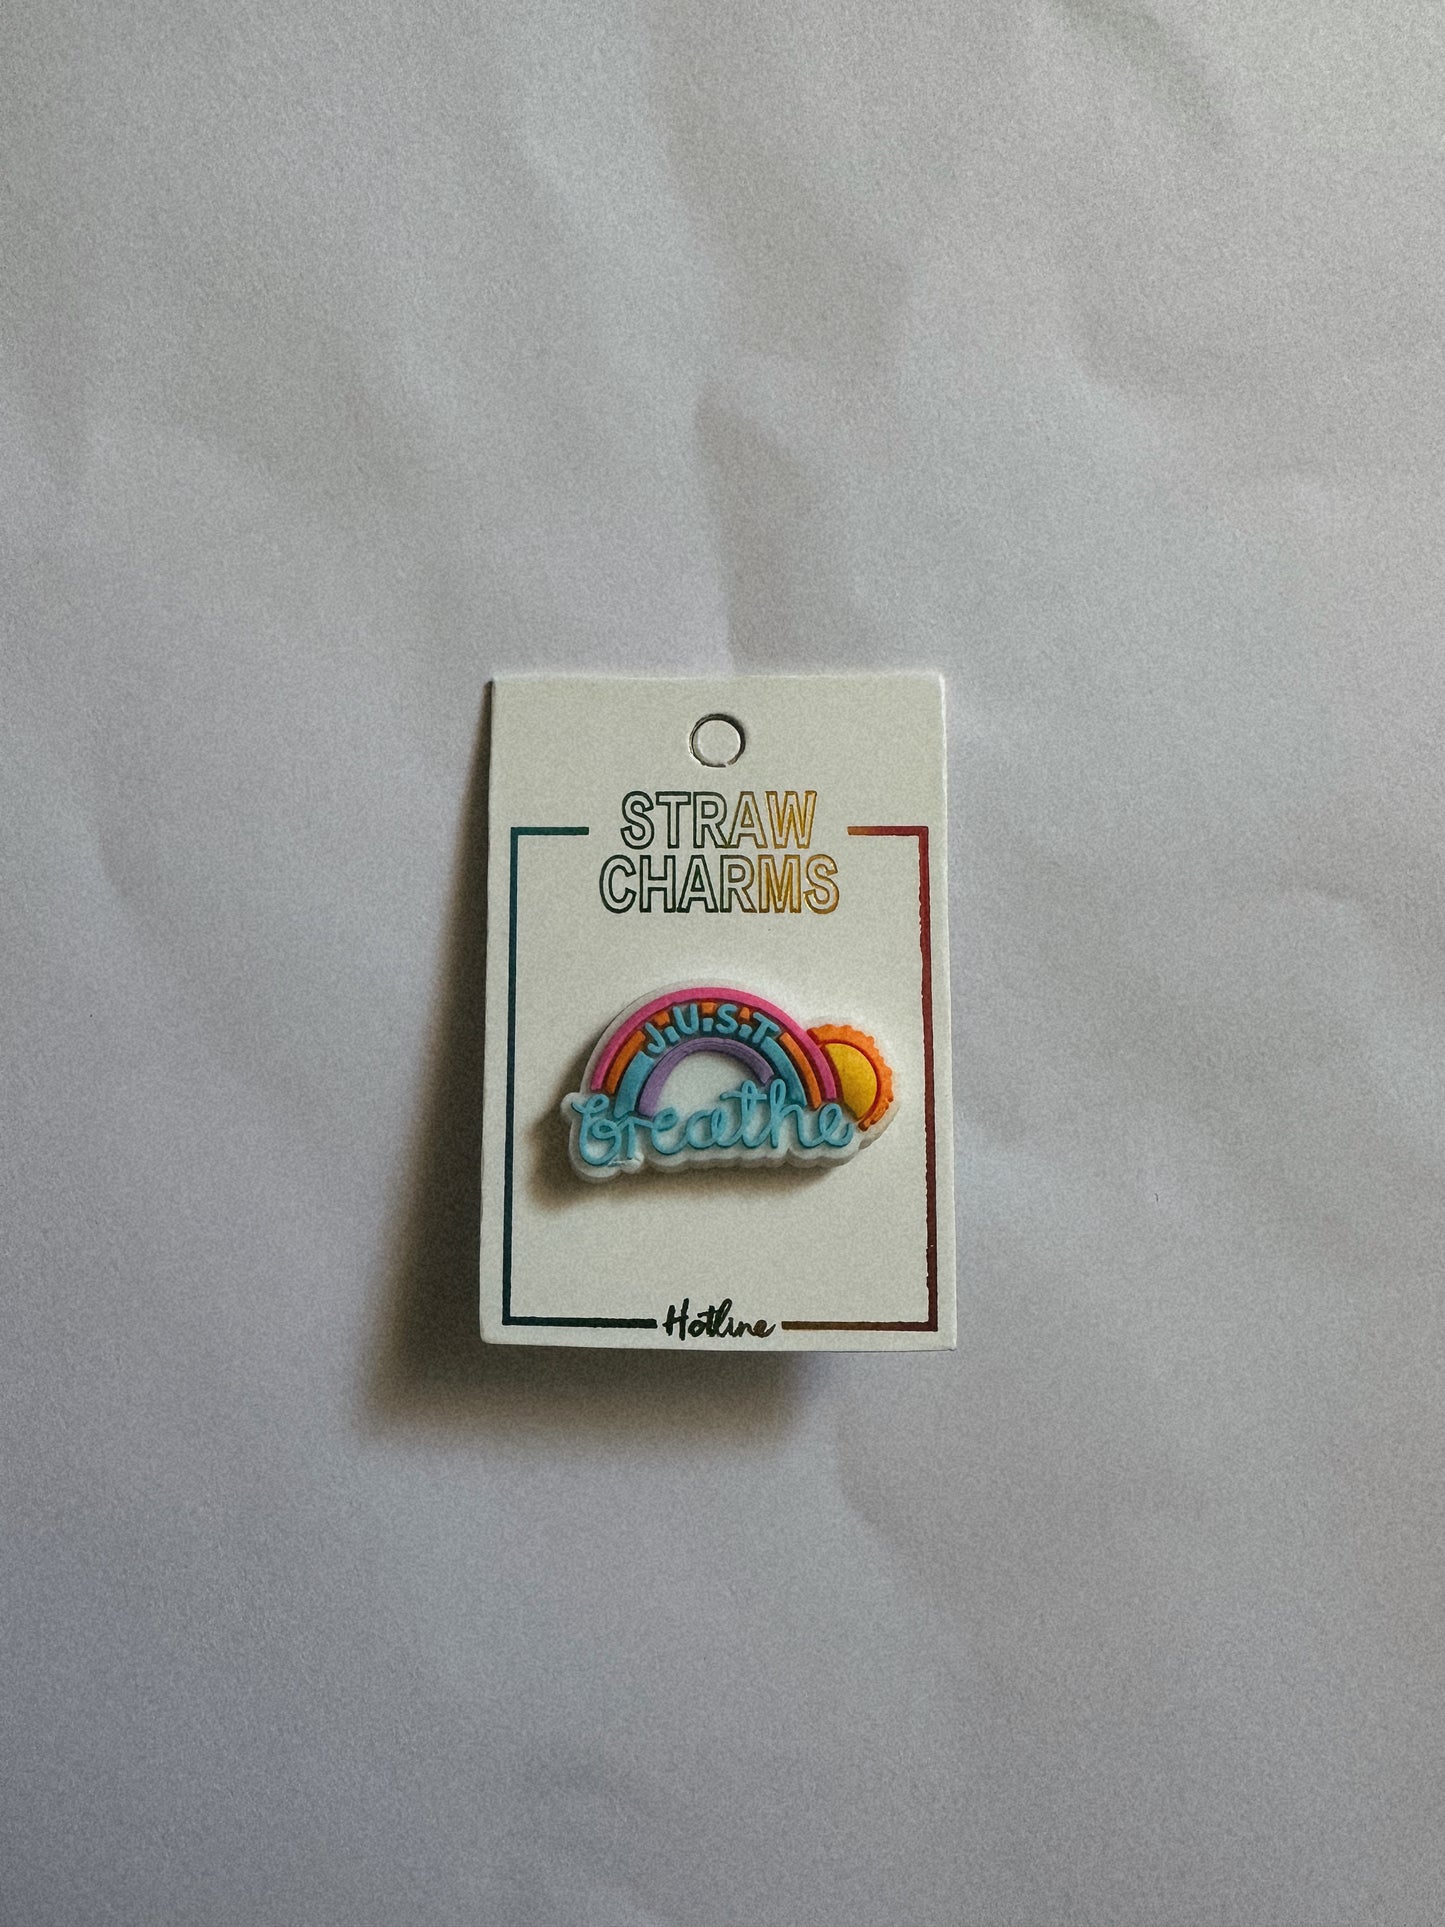 STRAW
CHARMS
J.U.S.T
breathe
Hotline